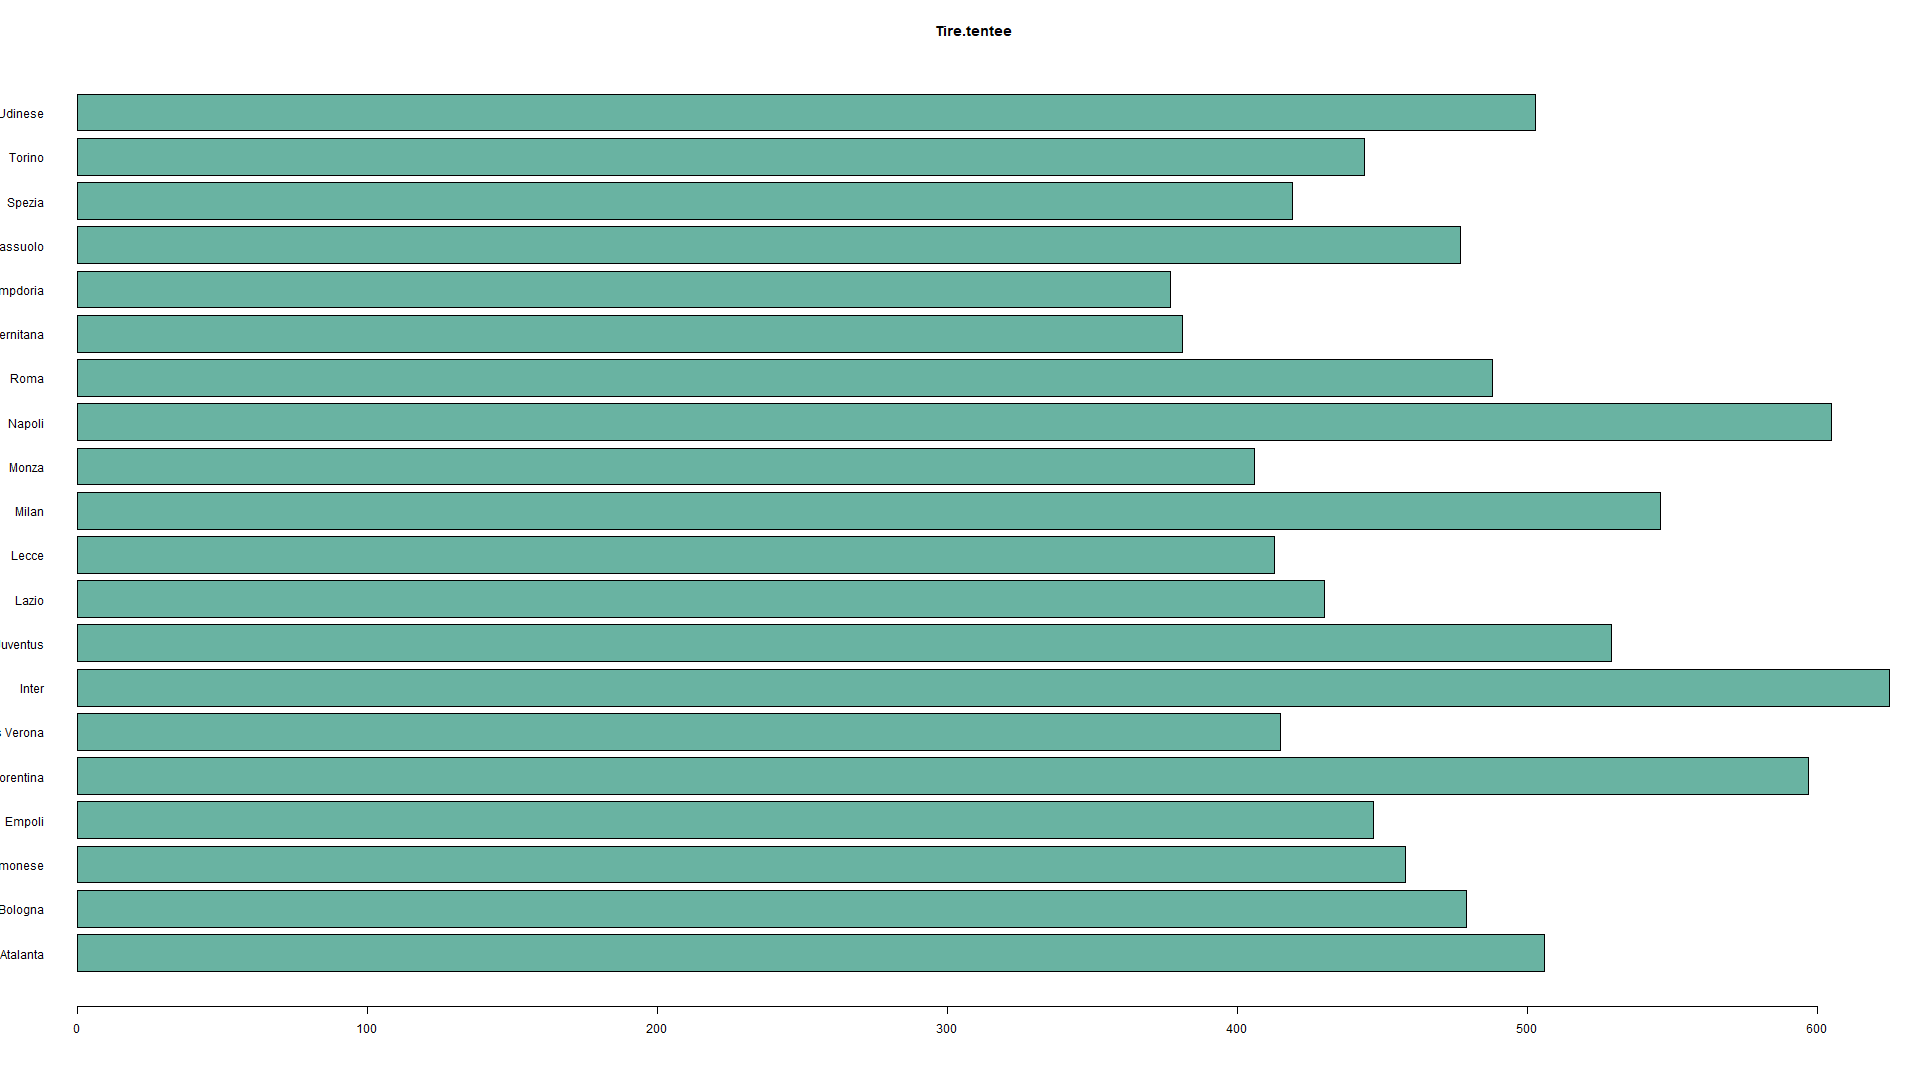 Tire.tentee
Udinese
Torino
Spezia
assuolo
mpdoria
ernitana
Roma
Napoli
Monza
Milan
Lecce
Lazio
uventus
Inter
s Verona
orentina
Empoli
monese
Bologna
Atalanta
0 100 200 300 400 500 600